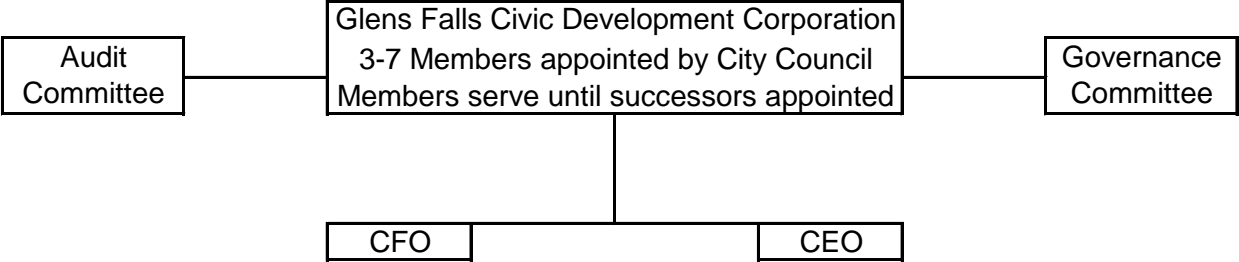 Glens Falls Civic Development Corporation
3-7 Members appointed by City Council
Members serve until successors appointed
Audit
Committee
Governance
Committee
CFO
CEO